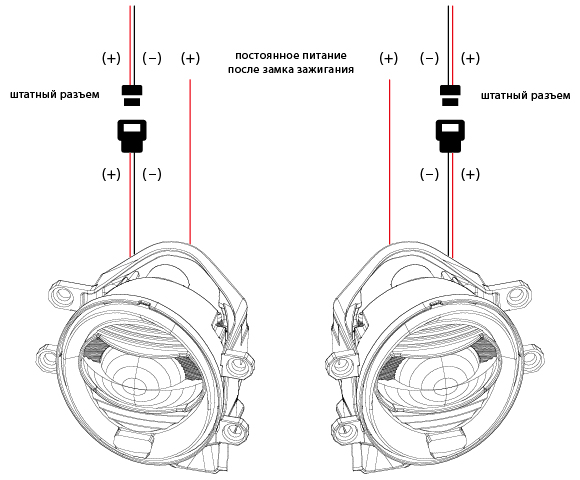 (+) (−) (+) постоянное питание (+) (−) (+)
после замка зажигания
штатный разъем штатный разъем
(+) (−) (−) (+)